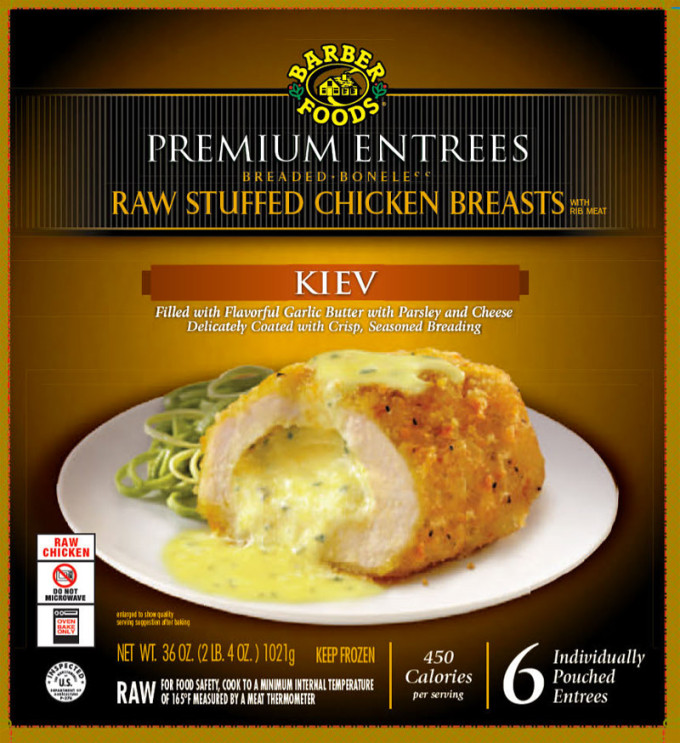 BARBER
FOODS®
PREMIUM ENTREES
RAW STUFFED CHICKEN BREASTS WITH
RIB MEAT
KIEV
Filled with Flavorful Garlic Butter with Parsley and Cheese
Delicately Coated with Crisp, Seasoned Breading
RAW
CHICKEN
DO NOT
MICROWAVE
OVEN
BAKE
ONLY
enlarged to show quality
serving suggestion after baking
NET WT. 36 OZ. (2 LB. 4 OZ. ) 1021g KEEP FROZEN
RAW FOR FOOD SAFETY, COOK TO A MINIMUM INTERNAL TEMPERATURE
OF 165°F MEASURED BY A MEAT THERMOMETER
INSPECTED
U.S.
DEPARTMENT OF
AGRICULTURE
450
Calories
per serving
6 Individually
Pouched
Entrees